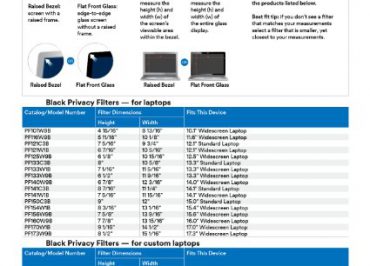 Raised Bezel:
screen with a
raised frame.
Flat Front Glass:
edge-to-edge
glass screen
without a raised
frame.
measure the
height (h) and
width (w) of
the screen's
viewable area
within the bezel.
measure the
height (h) and
width (w) of
the entire glass
display.
the products listed below.
Best fit tip: If you don't see a filter
that matches your measurements
select a filter that is smaller, yet
closest to your measurements.
Raised Bezel
Flat Front Glass
Raised Bezel
Flat Front Glass
Black Privacy Filters — for laptops
Catalog/Model Number Filter Dimensions Fits This Device
Height Width
PF101W9B 4 15/16" 8 13/16" 10.1" Widescreen Laptop
PF116W9B 5 11/16" 10 1/8" 11.6" Widescreen Laptop
PF121C3B 7 5/16" 9 3/4" 12.1" Standard Laptop
PF121W1B 6 7/16" 10 5/16" 12.1" Widescreen Laptop
PF125W9B 6 1/8" 10 15/16" 12.5" Widescreen Laptop
PF133C3B 8" 10 5/8" 13.3" Standard Laptop
PF133W1B 7 1/16" 11 5/16" 13.3" Widescreen Laptop
PF133W9B 6 1/2" 11 9/16" 13.3" Widescreen Laptop
PF140W9B 6 7/8" 12 3/16" 14.0" Widescreen Laptop
PF141C3B 8 7/16" 11 1/4" 14.1" Standard Laptop
PF141W1B 7 5/16" 11 15/16" 14.1" Widescreen Laptop
PF150C3B 9" 12" 15.0" Standard Laptop
PF154W1B 8 3/16" 13 1/16" 15.4" Widescreen Laptop
PF156W9B 7 5/8" 13 9/16" 15.6" Widescreen Laptop
PF160W9B 7 7/8" 13 15/16" 16.0" Widescreen Laptop
PF170W1B 9 1/16" 14 1/2" 17.0" Widescreen Laptop
PF173W9B 8 1/2" 15 1/16" 17.3" Widescreen Laptop
Black Privacy Filters — for custom laptops
Catalog/Model Number Filter Dimensions Fits This Device